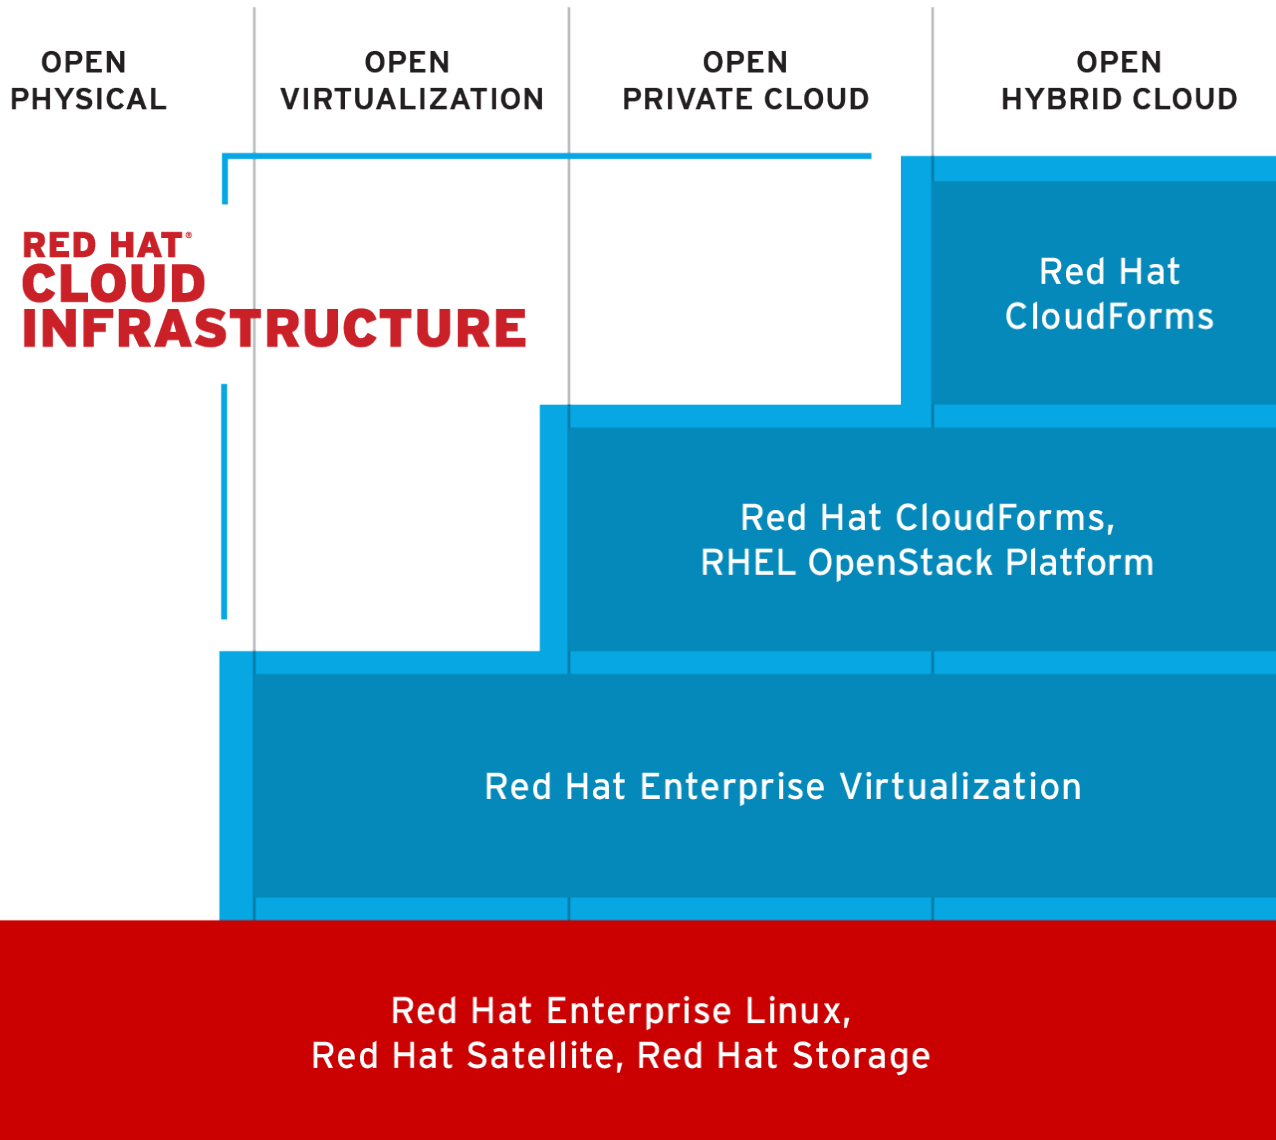 OPEN
PHYSICAL
OPEN
VIRTUALIZATION
OPEN
PRIVATE CLOUD
OPEN
HYBRID CLOUD
RED HAT®
CLOUD
INFRASTRUCTURE
Red Hat
CloudForms
Red Hat CloudForms,
RHEL OpenStack Platform
Red Hat Enterprise Virtualization
Red Hat Enterprise Linux,
Red Hat Satellite, Red Hat Storage